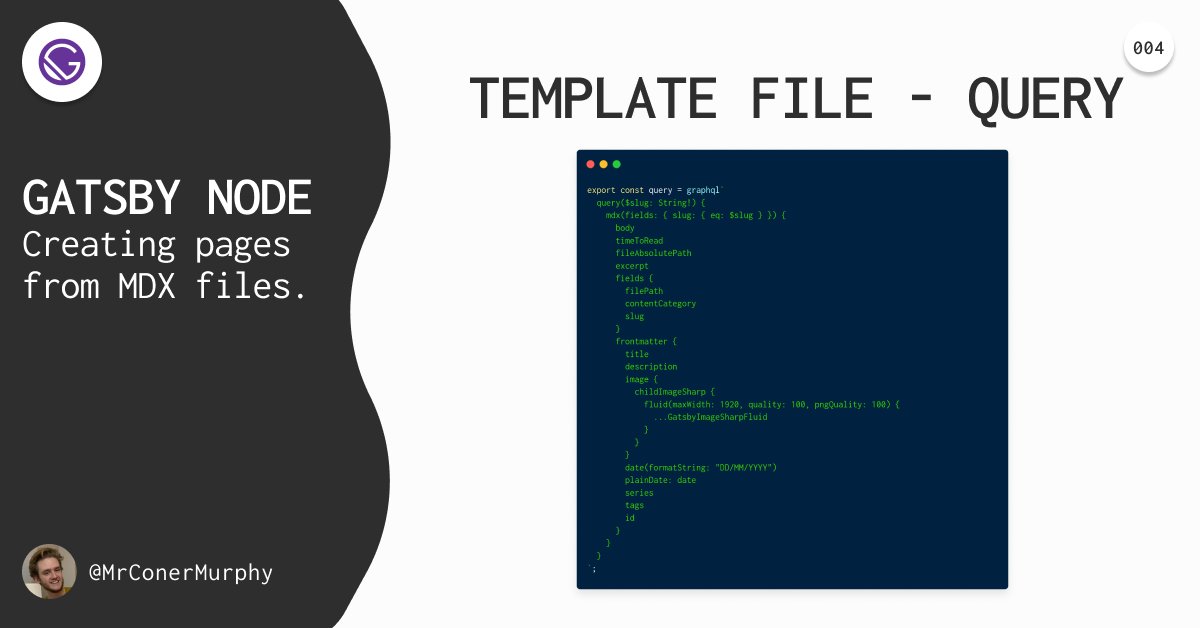 GATSBY NODE
Creating pages
from MDX files.
@MrConerMurphy
004
TEMPLATE FILE - QUERY
export const query = graphql`
  query($slug: String!) {
    mdx(fields: { slug: { eq: $slug } }) {
      body
      timeToRead
      fileAbsolutePath
      excerpt
      fields {
        filePath
        contentCategory
        slug
      }
      frontmatter {
        title
        description
        image {
          childImageSharp {
            fluid(maxWidth: 1920, quality: 100, pngQuality: 100) {
              ...GatsbyImageSharpFluid
            }
          }
        }
        date(formatString: "DD/MM/YYYY")
        plainDate: date
        series
        tags
        id
      }
    }
  }
`;